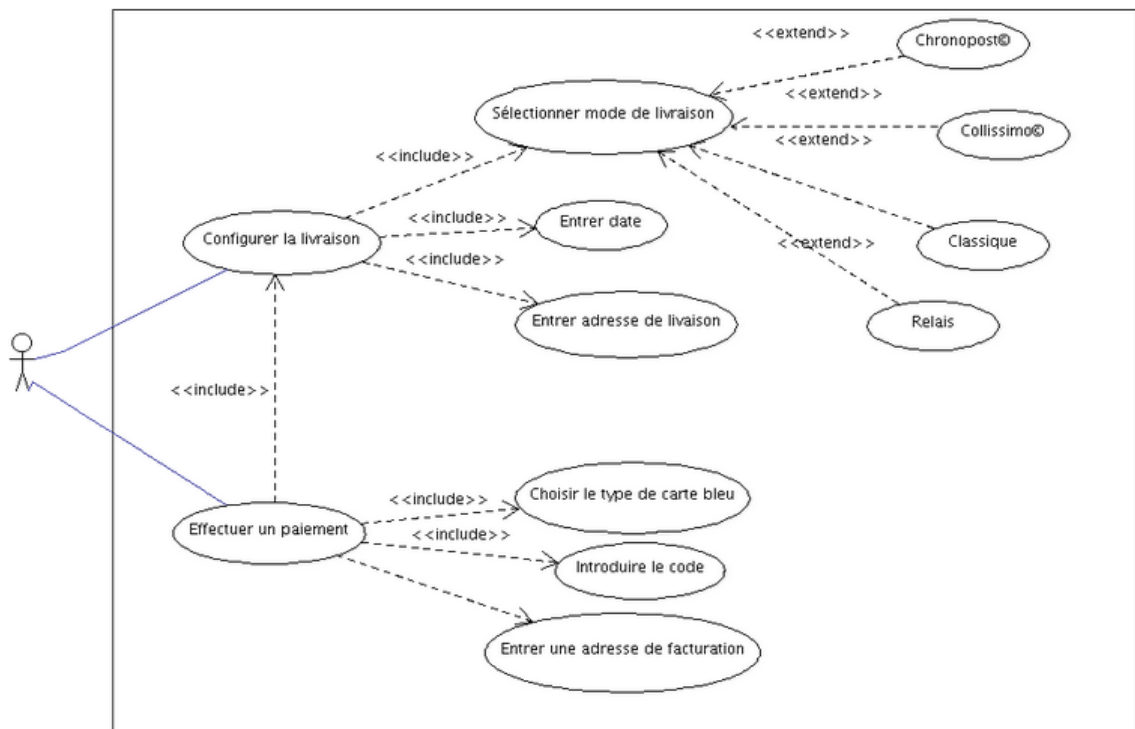 <<extend>>
Chronopost©
<<extend>>
Sélectionner mode de livraison
Collissimo©
<<extend>>
<<include>>
<<include>>
Entrer date
Configurer la livraison
Classique
<<extend>>
<<include>>
Entrer adresse de livaison
Relais
<<include>>
Choisir le type de carte bleu
<<include>>
Effectuer un paiement
<<include>>
Introduire le code
Entrer une adresse de facturation